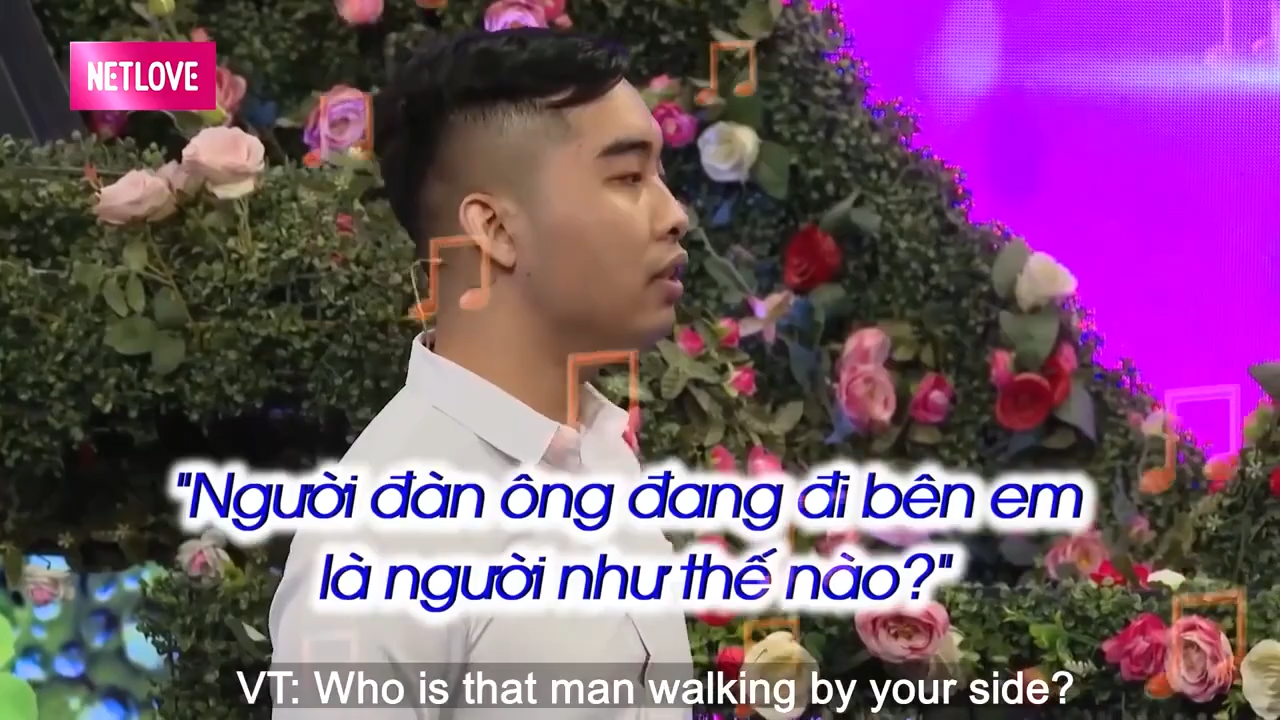 NETLOVE
"Người đàn ông đang đi bên em
là người như thế nào?"
VT: Who is that man walking by your side?